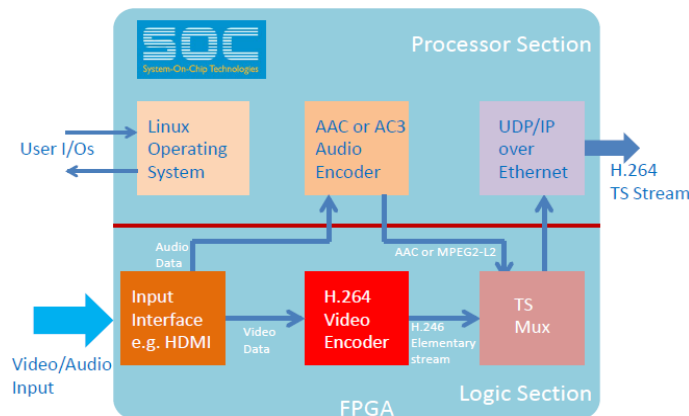 SOC
System-On-Chip Technologies
Processor Section
User I/Os
Linux
Operating
System
AAC or AC3
Audio
Encoder
UDP/IP
over
Ethernet
H.264
TS Stream
Audio
Data
AAC or MPEG2-L2
Video/Audio
Input
Input
Interface
e.g. HDMI
Video
Data
H.264
Video
Encoder
H.246
Elementary
stream
TS
Mux
Logic Section
FPGA